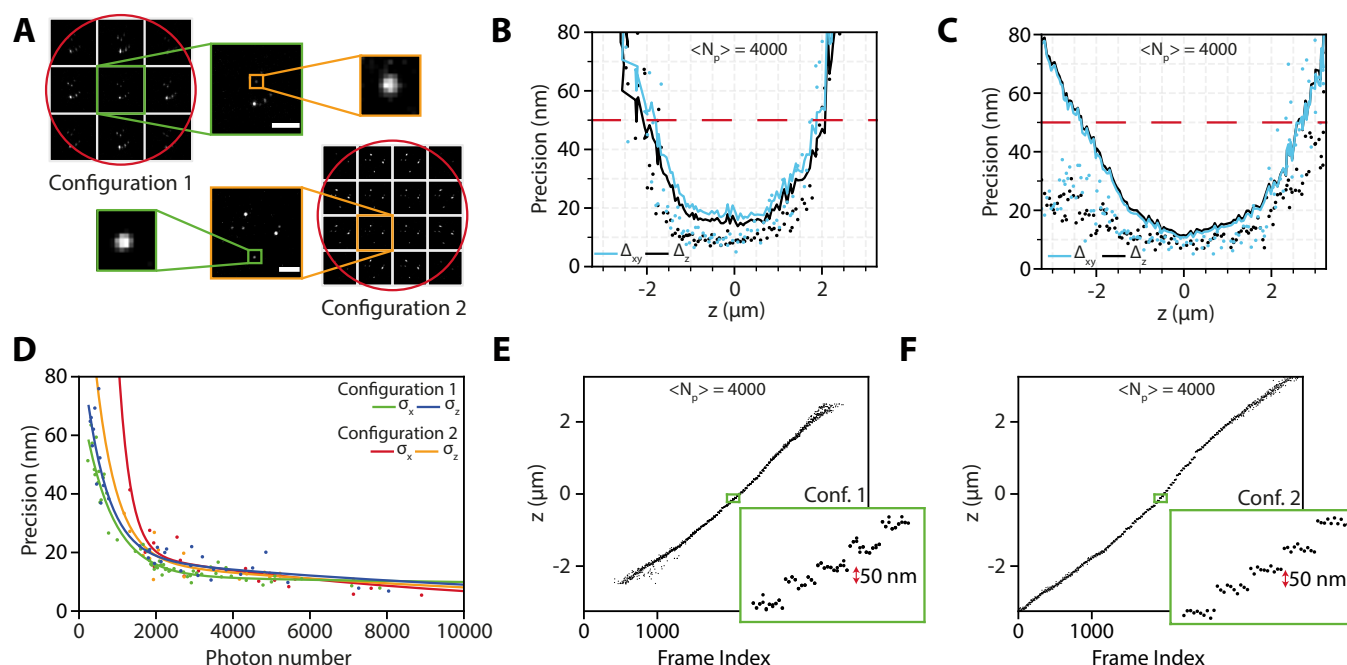 A
Configuration 1
Configuration 2
B
80
60
40
20
0
Precision (nm)
<Np> = 4000
Δxy
Δz
-2
0
2
z (μm)
C
80
60
40
20
0
Precision (nm)
<Np> = 4000
Δxy
Δz
-2
0
2
z (μm)
D
80
60
40
20
0
Precision (nm)
Configuration 1
σx
σz
Configuration 2
σx
σz
0
2000
4000
6000
8000
10000
Photon number
E
<Np> = 4000
2
0
-2
z (μm)
Conf. 1
50 nm
0
1000
Frame Index
F
<Np> = 4000
2
0
-2
z (μm)
Conf. 2
50 nm
0
1000
Frame Index